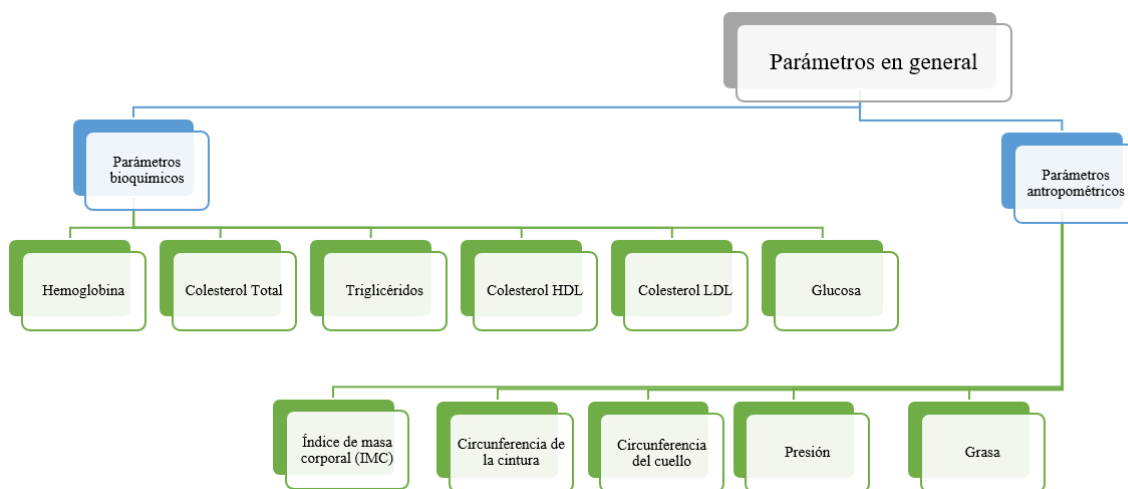 Parámetros en general
Parámetros
bioquímicos
Parámetros
antropométricos
Hemoglobina
Colesterol Total
Triglicéridos
Colesterol HDL
Colesterol LDL
Glucosa
Índice de masa
corporal (IMC)
Circunferencia de
la cintura
Circunferencia
del cuello
Presión
Grasa